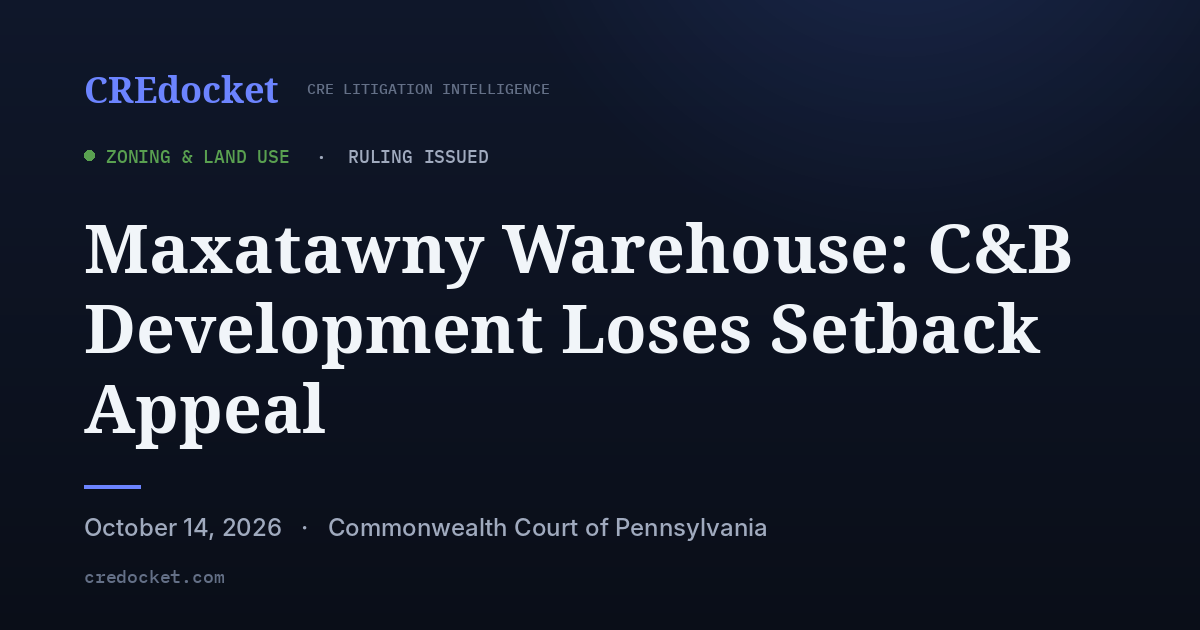 CREdocket CRE LITIGATION INTELLIGENCE
ZONING & LAND USE · RULING ISSUED
Maxatawny Warehouse: C&B
Development Loses Setback
Appeal
October 14, 2026 · Commonwealth Court of Pennsylvania
credocket.com